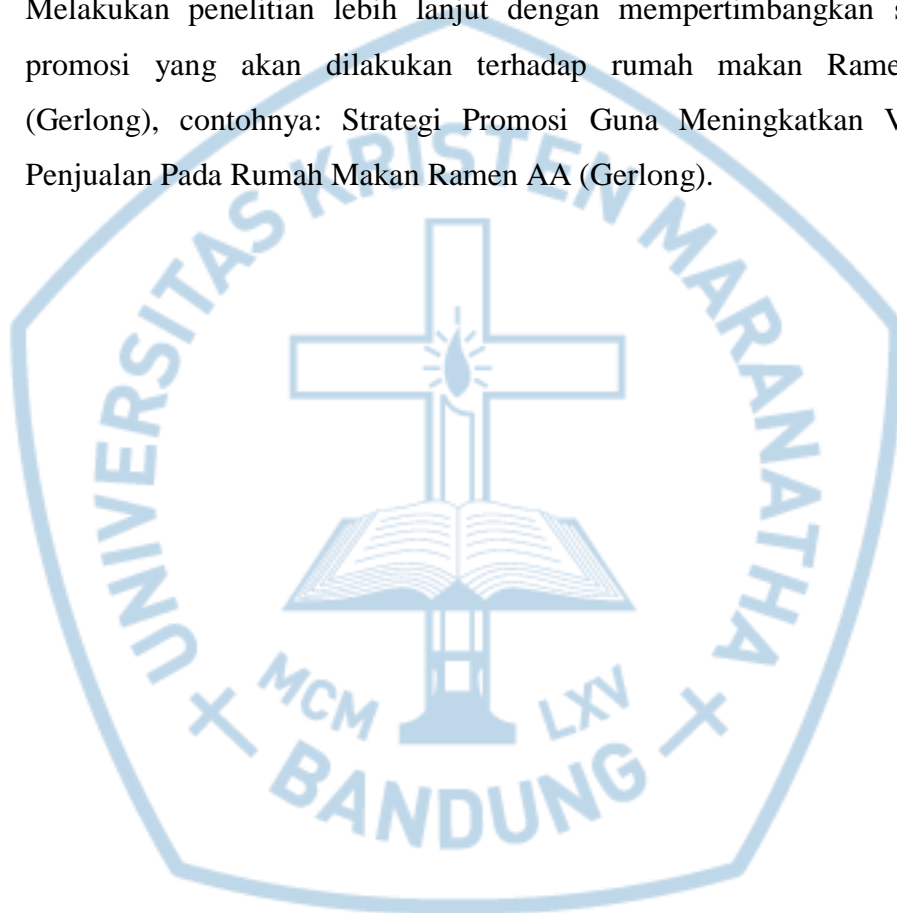 Melakukan penelitian lebih lanjut dengan mempertimbangkan
promosi yang akan dilakukan terhadap rumah makan
(Gerlong), contohnya: Strategi Promosi Guna Meningkatkan
Penjualan Pada Rumah Makan Ramen AA (Gerlong).
UNIVERSITAS KRISTEN MARANATHA
MCM LXV
BANDUNG